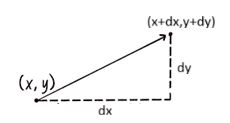 (x+dx,y+dy)
(x, y)
dy
dx